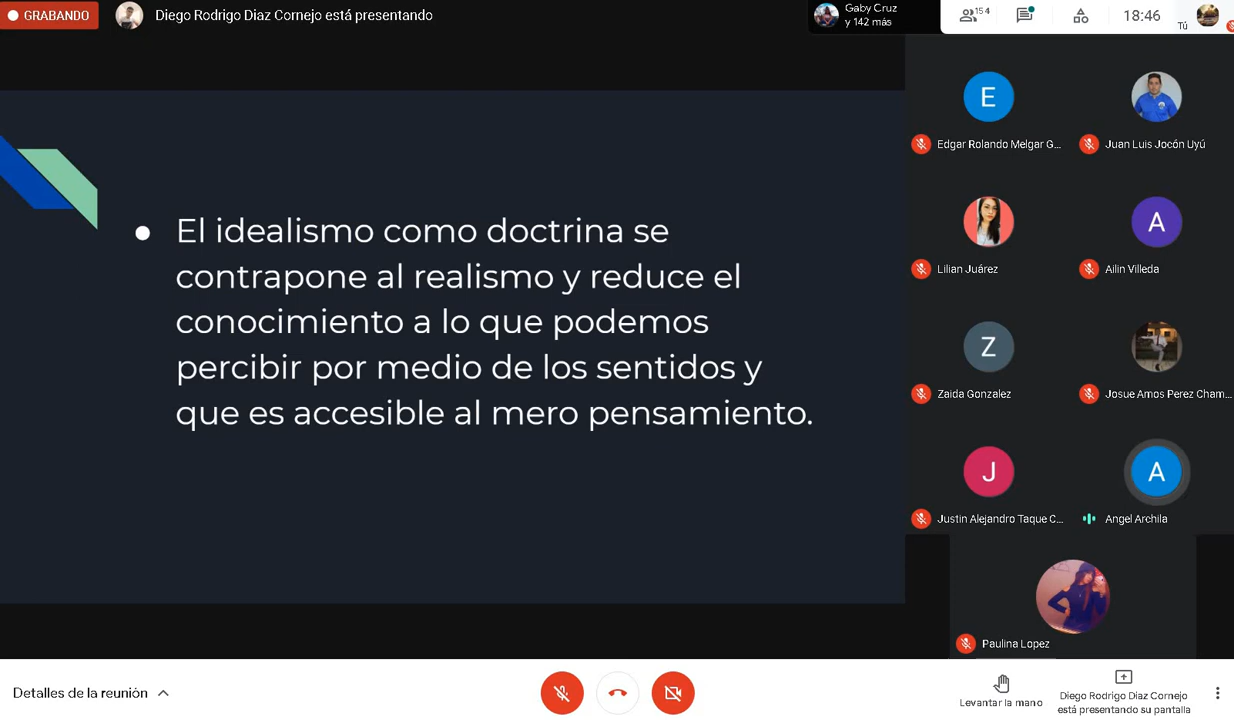 GRABANDO
Diego Rodrigo Diaz Cornejo está presentando
Gaby Cruz
y 142 más
154
18:46
Tú
El idealismo como doctrina se
contrapone al realismo y reduce el
conocimiento a lo que podemos
percibir por medio de los sentidos y
que es accesible al mero pensamiento.
E
Edgar Rolando Melgar G...
Juan Luis Jocón Uyú
Lilian Juárez
A
Ailin Villeda
Z
Zaida Gonzalez
Josue Amos Perez Cham...
J
Justin Alejandro Taque C...
A
Angel Archila
Paulina Lopez
Detalles de la reunión
Levantar la mano
Diego Rodrigo Diaz Cornejo
está presentando su pantalla